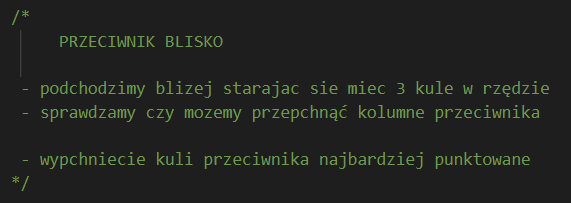 /*
PRZECIWNIK BLISKO
- podchodzimy blizej starajac sie miec 3 kule w rzędzie
- sprawdzamy czy mozemy przepchnąć kolumne przeciwnika
- wypchniecie kuli przeciwnika najbardziej punktowane
*/